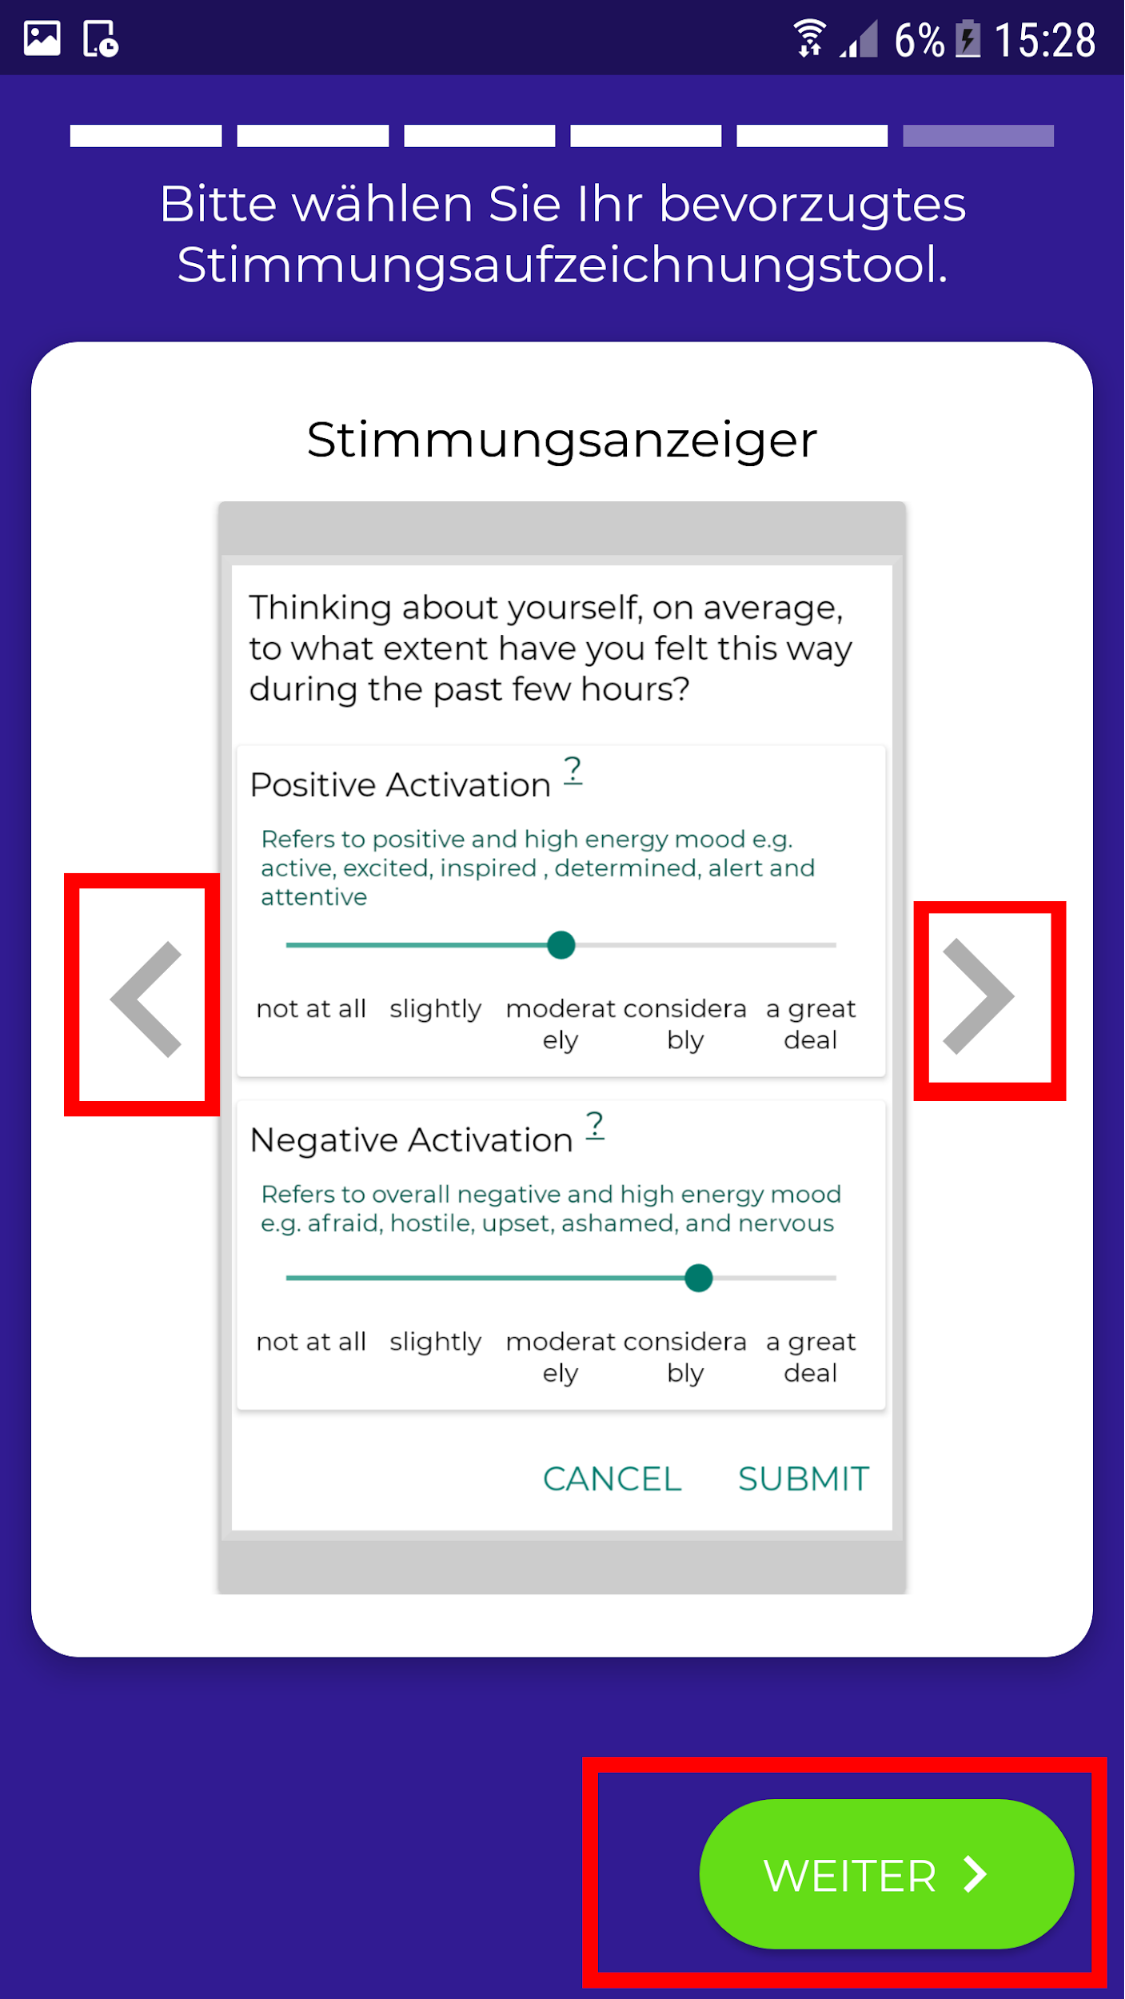 6% 15:28
Bitte wählen Sie Ihr bevorzugtes
Stimmungsaufzeichnungstool.
Stimmungsanzeiger
Thinking about yourself, on average,
to what extent have you felt this way
during the past few hours?
Positive Activation ?
Refers to positive and high energy mood e.g.
active, excited, inspired , determined, alert and
attentive
not at all slightly moderat considera a great
ely bly deal
Negative Activation ?
Refers to overall negative and high energy mood
e.g. afraid, hostile, upset, ashamed, and nervous
not at all slightly moderat considera a great
ely bly deal
CANCEL SUBMIT
WEITER